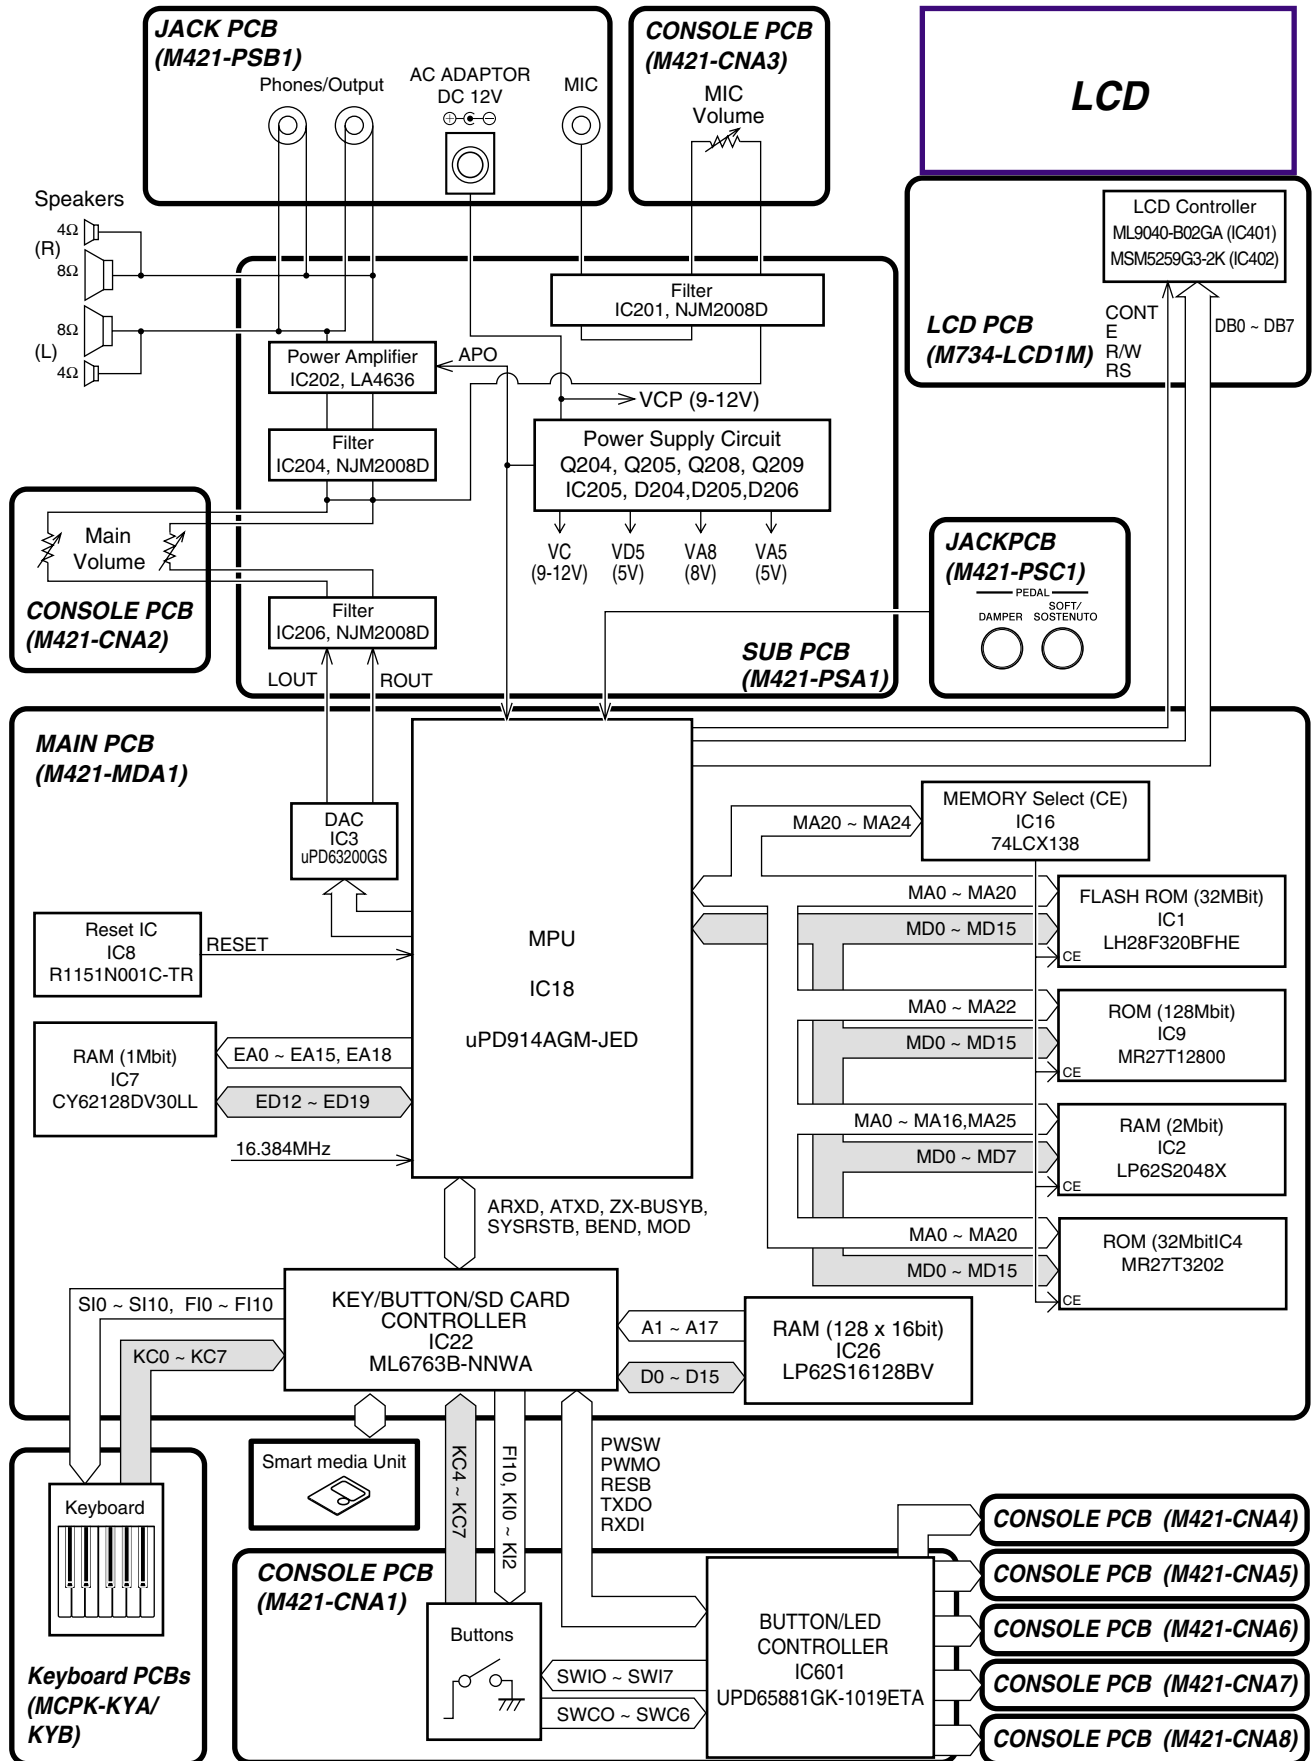 JACK PCB
(M421-PSB1)
Phones/Output
AC ADAPTOR
DC 12V
MIC
CONSOLE PCB
(M421-CNA3)
MIC
Volume
LCD
LCD Controller
ML9040-B02GA (IC401)
MSM5259G3-2K (IC402)
CONT
E
R/W
RS
DB0 ~ DB7
LCD PCB
(M734-LCD1M)
Speakers
4Ω
(R)
8Ω
8Ω
(L)
4Ω
Filter
IC201, NJM2008D
Power Amplifier
IC202, LA4636
APO
VCP (9-12V)
Filter
IC204, NJM2008D
Power Supply Circuit
Q204, Q205, Q208, Q209
IC205, D204,D205,D206
VC
(9-12V)
VD5
(5V)
VA8
(8V)
VA5
(5V)
Main
Volume
CONSOLE PCB
(M421-CNA2)
Filter
IC206, NJM2008D
LOUT
ROUT
SUB PCB
(M421-PSA1)
JACKPCB
(M421-PSC1)
PEDAL
DAMPER
SOFT/
SOSTENUTO
MAIN PCB
(M421-MDA1)
DAC
IC3
uPD63200GS
MPU
IC18
uPD914AGM-JED
Reset IC
IC8
R1151N001C-TR
RESET
RAM (1Mbit)
IC7
CY62128DV30LL
EA0 ~ EA15, EA18
ED12 ~ ED19
16.384MHz
MEMORY Select (CE)
IC16
74LCX138
MA20 ~ MA24
MA0 ~ MA20
MD0 ~ MD15
FLASH ROM (32MBit)
IC1
LH28F320BFHE
CE
MA0 ~ MA22
MD0 ~ MD15
ROM (128Mbit)
IC9
MR27T12800
CE
MA0 ~ MA16,MA25
MD0 ~ MD7
RAM (2Mbit)
IC2
LP62S2048X
CE
MA0 ~ MA20
MD0 ~ MD15
ROM (32MbitIC4
MR27T3202
CE
ARXD, ATXD, ZX-BUSYB,
SYSRSTB, BEND, MOD
SI0 ~ SI10, FI0 ~ FI10
KC0 ~ KC7
KEY/BUTTON/SD CARD
CONTROLLER
IC22
ML6763B-NNWA
A1 ~ A17
D0 ~ D15
RAM (128 x 16bit)
IC26
LP62S16128BV
Smart media Unit
KC4 ~ KC7
FI10, KI0 ~ KI2
PWSW
PWMO
RESB
TXDO
RXDI
Keyboard
Keyboard PCBs
(MCPK-KYA/
KYB)
CONSOLE PCB
(M421-CNA1)
Buttons
SWIO ~ SWI7
SWCO ~ SWC6
BUTTON/LED
CONTROLLER
IC601
UPD65881GK-1019ETA
CONSOLE PCB (M421-CNA4)
CONSOLE PCB (M421-CNA5)
CONSOLE PCB (M421-CNA6)
CONSOLE PCB (M421-CNA7)
CONSOLE PCB (M421-CNA8)